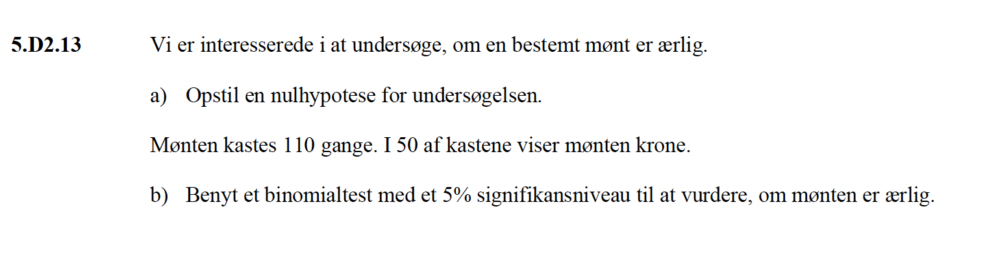 5.D2.13 Vi er interesserede i at undersøge, om en bestemt mønt er ærlig.
a) Opstil en nulhypotese for undersøgelsen.
Mønten kastes 110 gange. I 50 af kastene viser mønten krone.
b) Benyt et binomialtest med et 5% signifikansniveau til at vurdere, om mønten er ærlig.